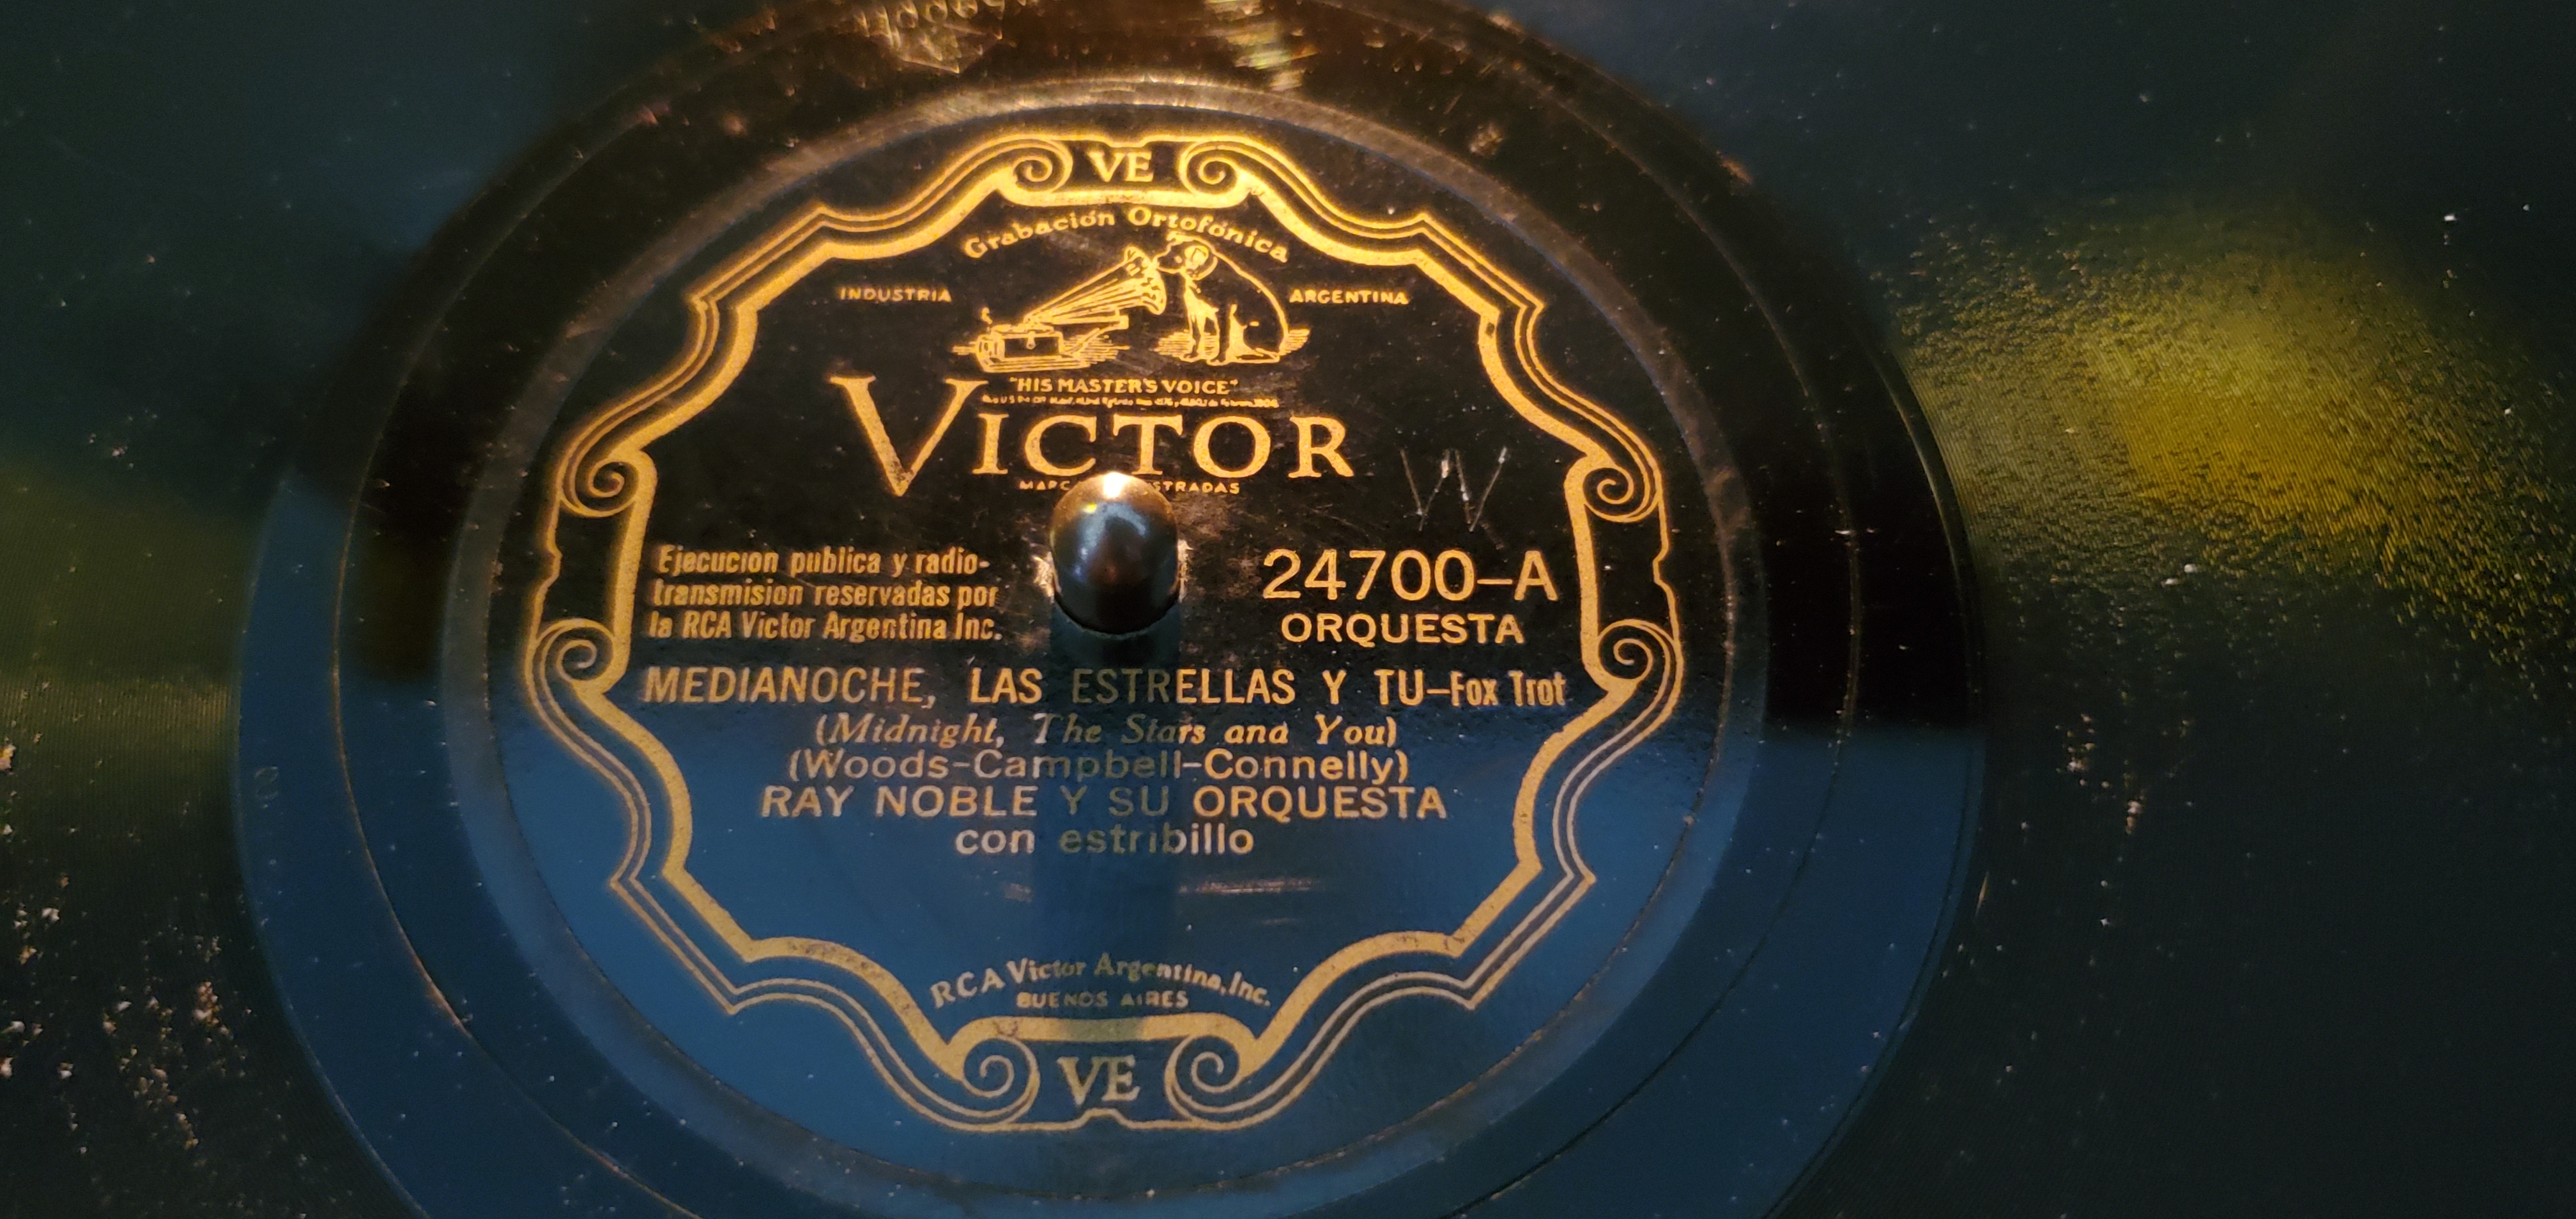 VE
Grabación Ortofónica
INDUSTRIA ARGENTINA
"HIS MASTER'S VOICE"
VICTOR
W
Ejecucion publica y radio-
transmision reservadas por
la RCA Victor Argentina Inc.
24700-A
ORQUESTA
MEDIANOCHE, LAS ESTRELLAS Y TU-Fox Trot
(Midnight, The Stars and You)
(Woods-Campbell-Connelly)
RAY NOBLE Y SU ORQUESTA
con estribillo
RCA Victor Argentina, Inc.
BUENOS AIRES
VE